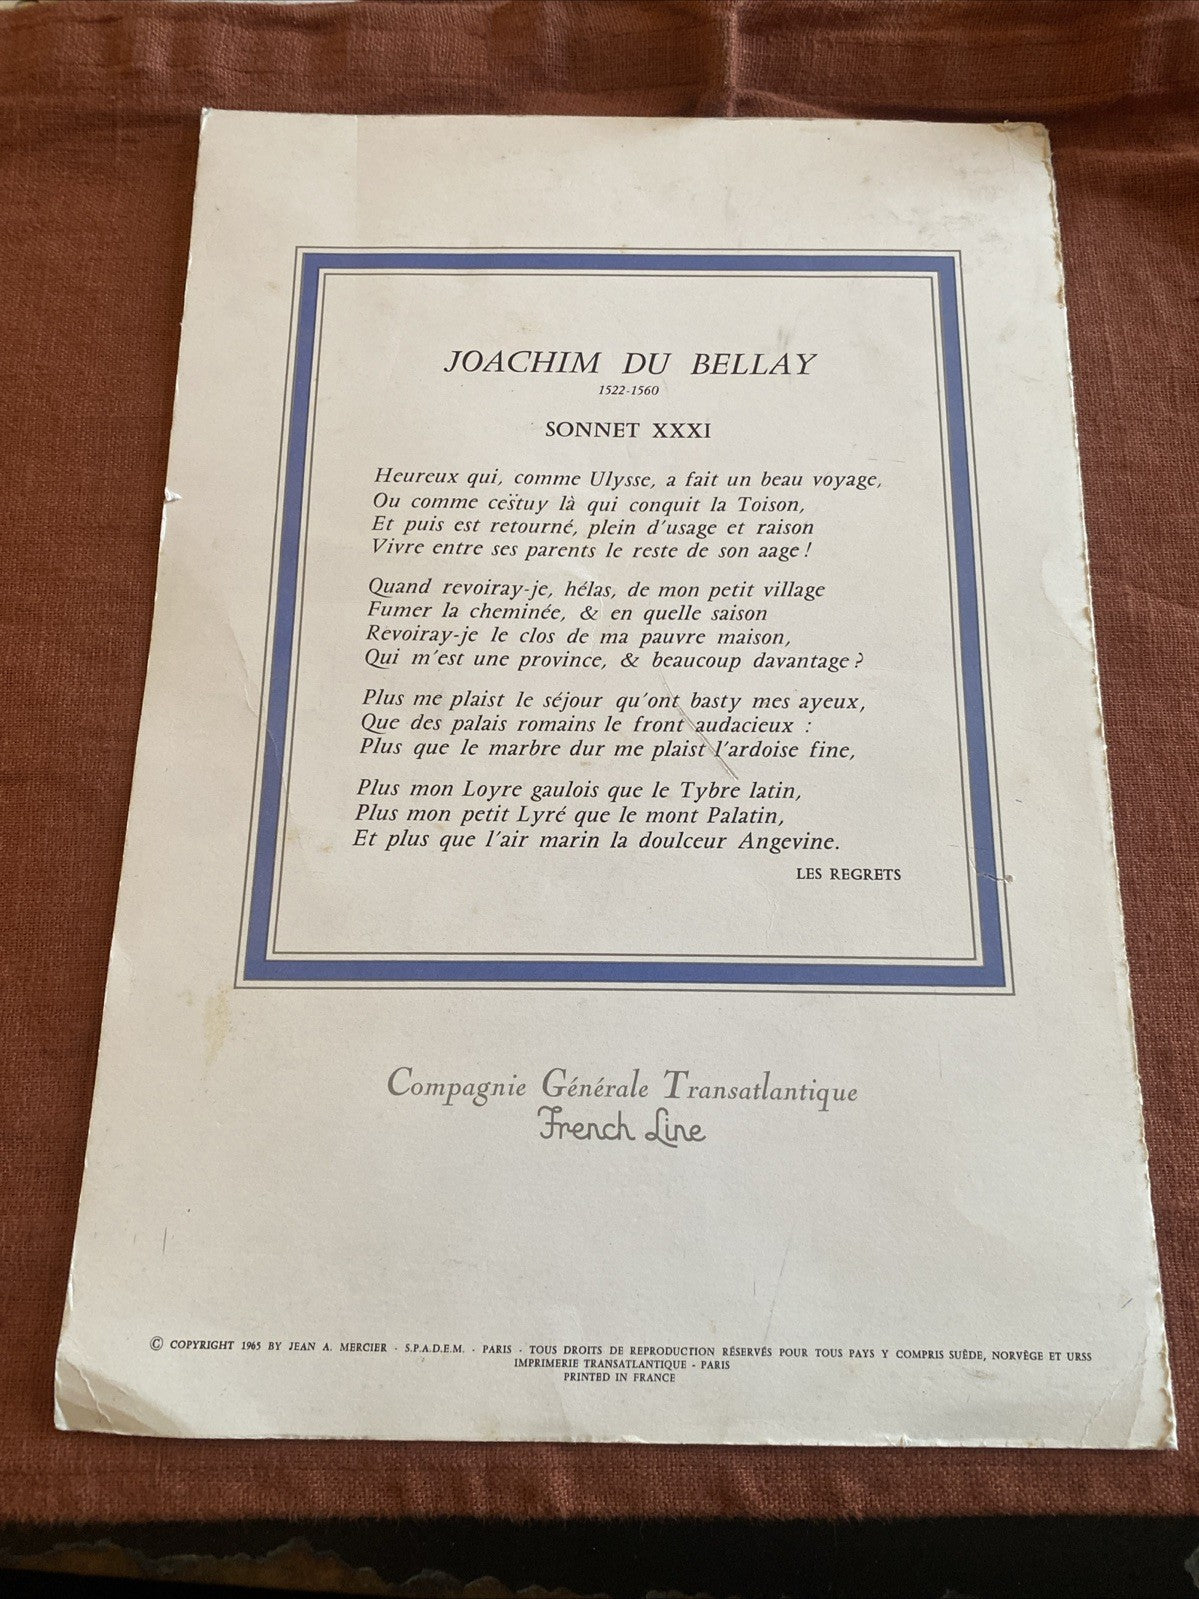 JOACHIM DU BELLAY
1522-1560
SONNET XXXI
Heureux qui, comme Ulysse, a fait un beau voyage,
Ou comme cestuy là qui conquit la Toison,
Et puis est retourné, plein d'usage et raison
Vivre entre ses parents le reste de son aage !
Quand revoiray-je, hélas, de mon petit village
Fumer la cheminée, & en quelle saison
Revoiray-je le clos de ma pauvre maison,
Qui m'est une province, & beaucoup davantage ?
Plus me plaist le séjour qu'ont basty mes ayeux,
Que des palais romains le front audacieux :
Plus que le marbre dur me plaist l'ardoise fine,
Plus mon Loyre gaulois que le Tybre latin,
Plus mon petit Lyré que le mont Palatin,
Et plus que l'air marin la doulceur Angevine.
LES REGRETS
Compagnie Générale Transatlantique
French Line
© COPYRIGHT 1965 BY JEAN A. MERCIER - S.P.A.D.E.M. - PARIS - TOUS DROITS DE REPRODUCTION RÉSERVÉS POUR TOUS PAYS Y COMPRIS SUÈDE, NORVÈGE ET URSS
IMPRIMERIE TRANSATLANTIQUE - PARIS
PRINTED IN FRANCE